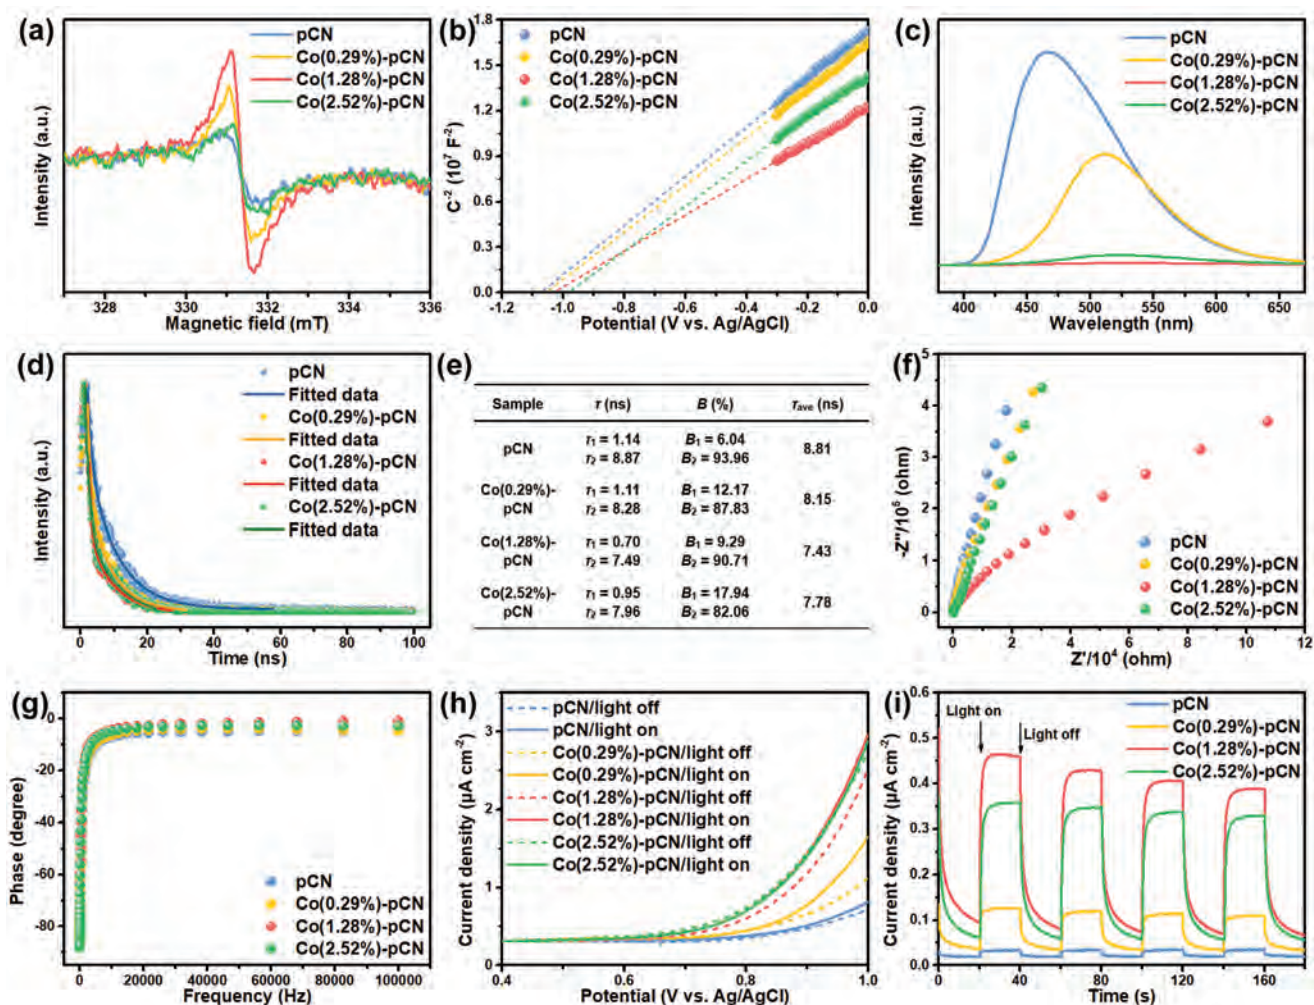 (a)
pCN
Co(0.29%)-pCN
Co(1.28%)-pCN
Co(2.52%)-pCN
Intensity (a.u.)
328 330 332 334 336
Magnetic field (mT)
(b)
pCN
Co(0.29%)-pCN
Co(1.28%)-pCN
Co(2.52%)-pCN
1.8
1.5
1.2
0.9
0.6
0.3
0.0
C⁻² (10⁷ F⁻²)
-1.2 -1.0 -0.8 -0.6 -0.4 -0.2 0.0
Potential (V vs. Ag/AgCl)
(c)
pCN
Co(0.29%)-pCN
Co(1.28%)-pCN
Co(2.52%)-pCN
Intensity (a.u.)
400 450 500 550 600 650
Wavelength (nm)
(d)
pCN
Fitted data
Co(0.29%)-pCN
Fitted data
Co(1.28%)-pCN
Fitted data
Co(2.52%)-pCN
Fitted data
Intensity (a.u.)
0 20 40 60 80 100
Time (ns)
(e)
Sample τ (ns) B (%) τave (ns)
pCN τ₁ = 1.14 B₁ = 6.04 8.81
τ₂ = 8.87 B₂ = 93.96
Co(0.29%)- τ₁ = 1.11 B₁ = 12.17 8.15
pCN τ₂ = 8.28 B₂ = 87.83
Co(1.28%)- τ₁ = 0.70 B₁ = 9.29 7.43
pCN τ₂ = 7.49 B₂ = 90.71
Co(2.52%)- τ₁ = 0.95 B₁ = 17.94 7.78
pCN τ₂ = 7.96 B₂ = 82.06
(f)
pCN
Co(0.29%)-pCN
Co(1.28%)-pCN
Co(2.52%)-pCN
5
4
3
2
1
0
0 2 4 6 8 10 12
Z'/10⁴ (ohm)
(g)
pCN
Co(0.29%)-pCN
Co(1.28%)-pCN
Co(2.52%)-pCN
0
-20
-40
-60
-80
Phase (degree)
0 20000 40000 60000 80000 100000
Frequency (Hz)
(h)
pCN/light off
pCN/light on
Co(0.29%)-pCN/light off
Co(0.29%)-pCN/light on
Co(1.28%)-pCN/light off
Co(1.28%)-pCN/light on
Co(2.52%)-pCN/light off
Co(2.52%)-pCN/light on
3
2
1
0
Current density (μA cm⁻²)
0.4 0.6 0.8 1.0
Potential (V vs. Ag/AgCl)
(i)
pCN
Co(0.29%)-pCN
Co(1.28%)-pCN
Co(2.52%)-pCN
Light on
Light off
0.6
0.5
0.4
0.3
0.2
0.1
0.0
Current density (μA cm⁻²)
0 40 80 120 160
Time (s)